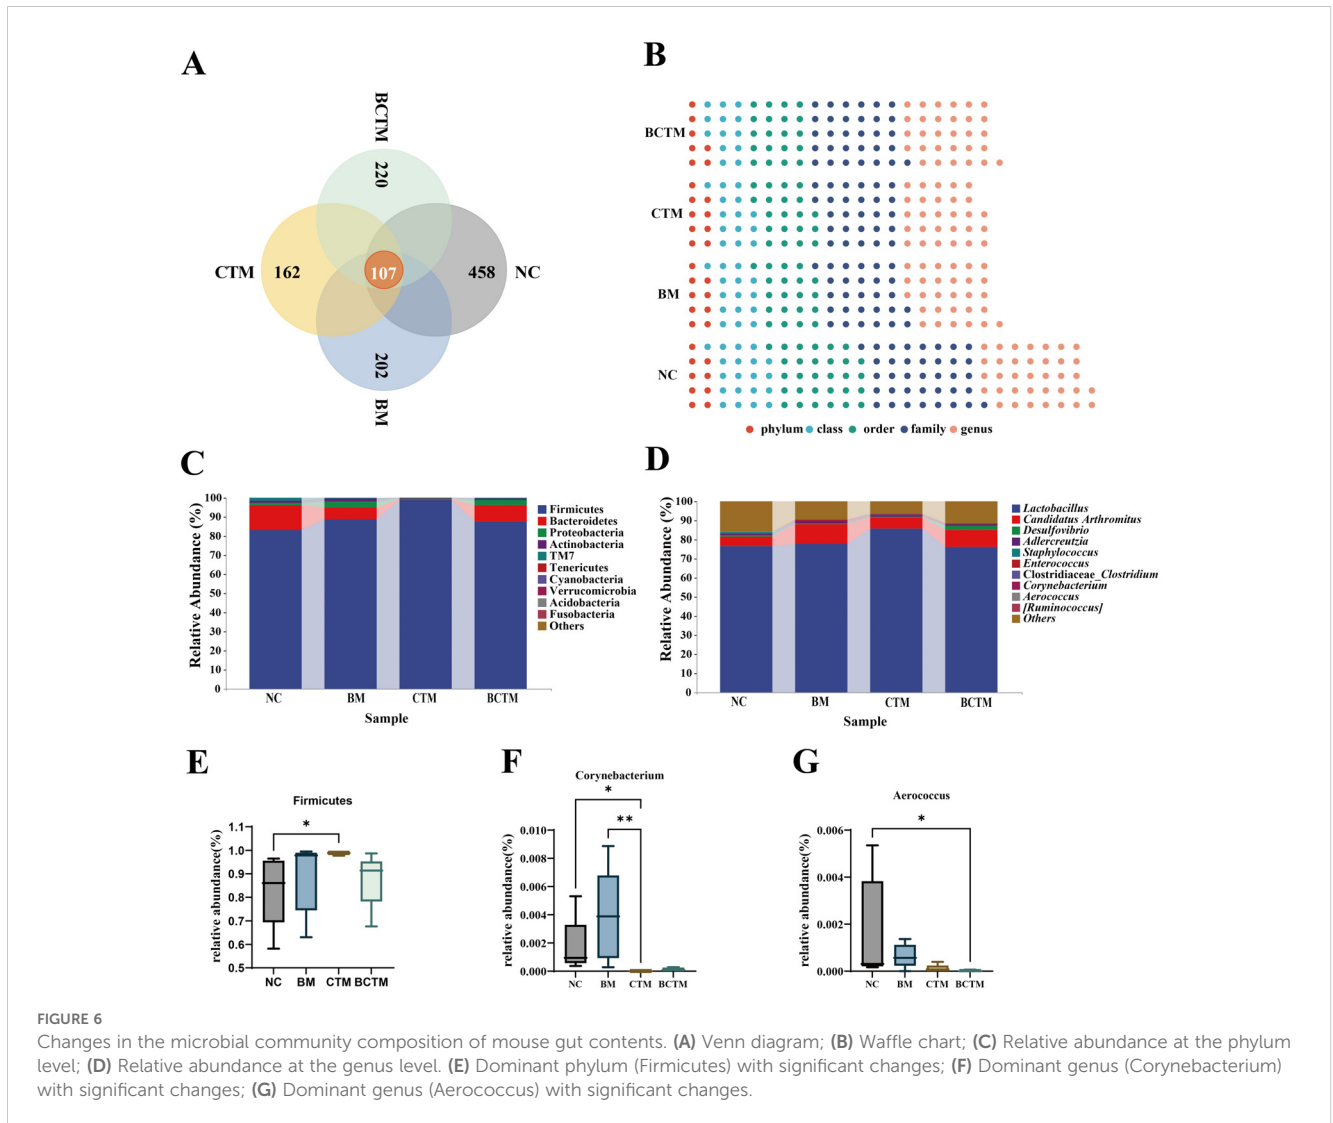 A
BCTM
220
CTM
162
107
458
NC
202
BM
B
BCTM
CTM
BM
NC
phylum class order family genus
C
Relative Abundance (%)
100
90
80
70
60
50
40
30
20
10
0
NC BM CTM BCTM
Sample
Firmicutes
Bacteroidetes
Proteobacteria
Actinobacteria
TM7
Tenericutes
Cyanobacteria
Verrucomicrobia
Acidobacteria
Fusobacteria
Others
D
Relative Abundance (%)
100
90
80
70
60
50
40
30
20
10
0
NC BM CTM BCTM
Sample
Lactobacillus
Candidatus Arthromitus
Desulfovibrio
Adlercreutzia
Staphylococcus
Enterococcus
Clostridiaceae_Clostridium
Corynebacterium
Aerococcus
[Ruminococcus]
Others
E
Firmicutes
relative abundance(%)
1.1
1.0
0.9
0.8
0.7
0.6
0.5
*
NC BM CTM BCTM
F
Corynebacterium
relative abundance(%)
0.010
0.008
0.006
0.004
0.002
0.000
*
**
NC BM CTM BCTM
G
Aerococcus
relative abundance(%)
0.006
0.004
0.002
0.000
*
NC BM CTM BCTM
FIGURE 6
Changes in the microbial community composition of mouse gut contents. (A) Venn diagram; (B) Waffle chart; (C) Relative abundance at the phylum
level; (D) Relative abundance at the genus level. (E) Dominant phylum (Firmicutes) with significant changes; (F) Dominant genus (Corynebacterium)
with significant changes; (G) Dominant genus (Aerococcus) with significant changes.